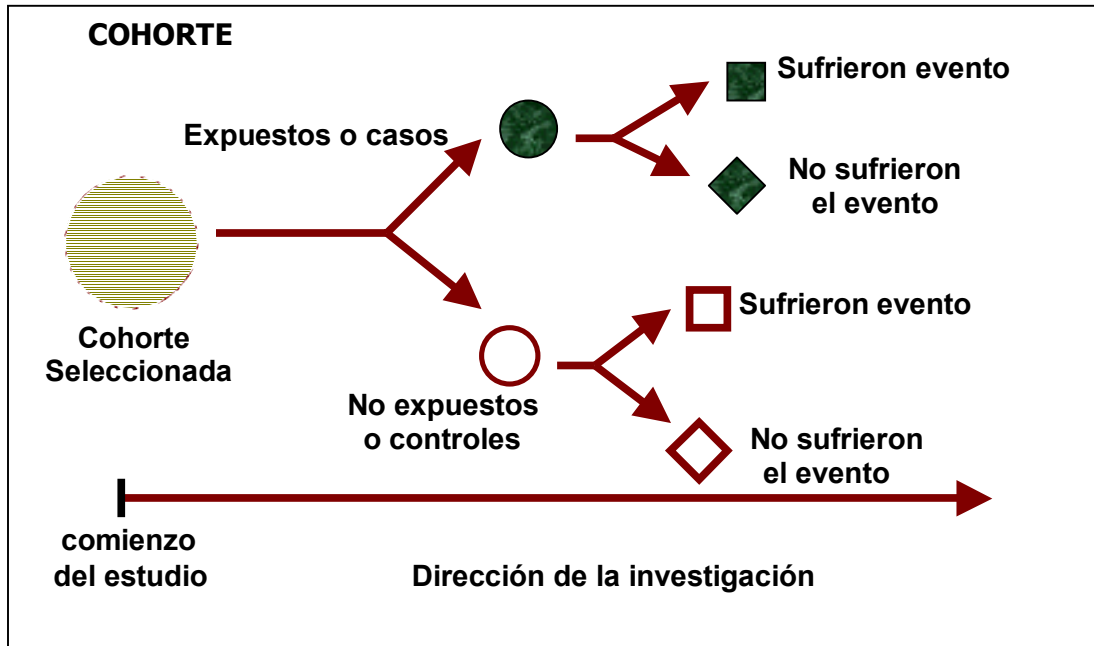 COHORTE
Sufrieron evento
Expuestos o casos
No sufrieron
el evento
Cohorte
Seleccionada
Sufrieron evento
No expuestos
o controles
No sufrieron
el evento
comienzo
del estudio
Dirección de la investigación